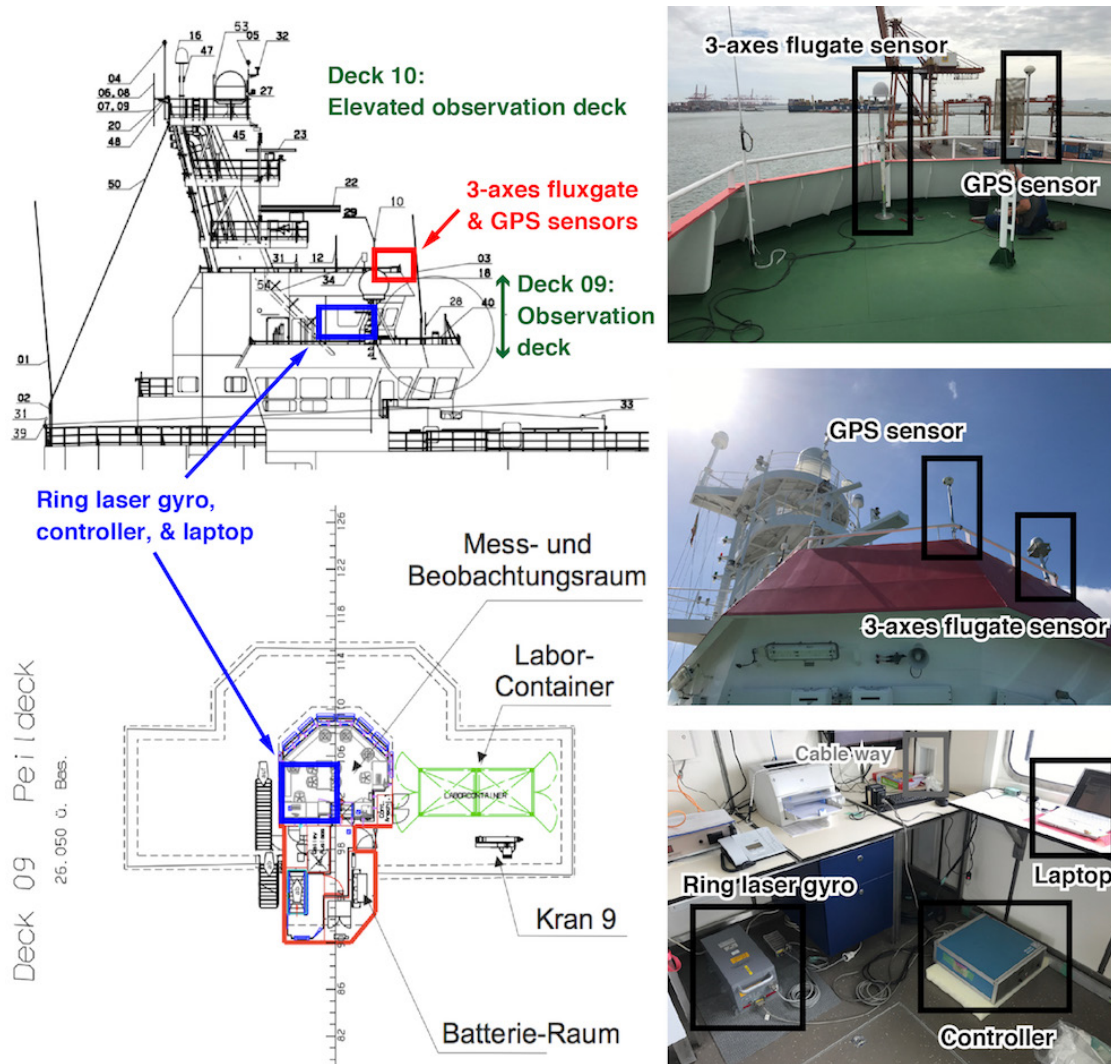 16
53
05
47
32
04
06, 08
07, 09
20
48
27
45
23
50
22
29
10
31
12
34
54
03
18
28
40
01
02
31
39
33
Deck 10:
Elevated observation deck
3-axes fluxgate
& GPS sensors
Deck 09:
Observation
deck
Ring laser gyro,
controller, & laptop
Mess- und
Beobachtungsraum
Labor-
Container
LABORCONTAINER
Kran 9
Batterie-Raum
Deck 09 Peildeck
26.050 ü. Bas.
126
122
118
114
110
106
98
86
82
3-axes flugate sensor
GPS sensor
GPS sensor
3-axes flugate sensor
Cable way
Laptop
Ring laser gyro
Controller